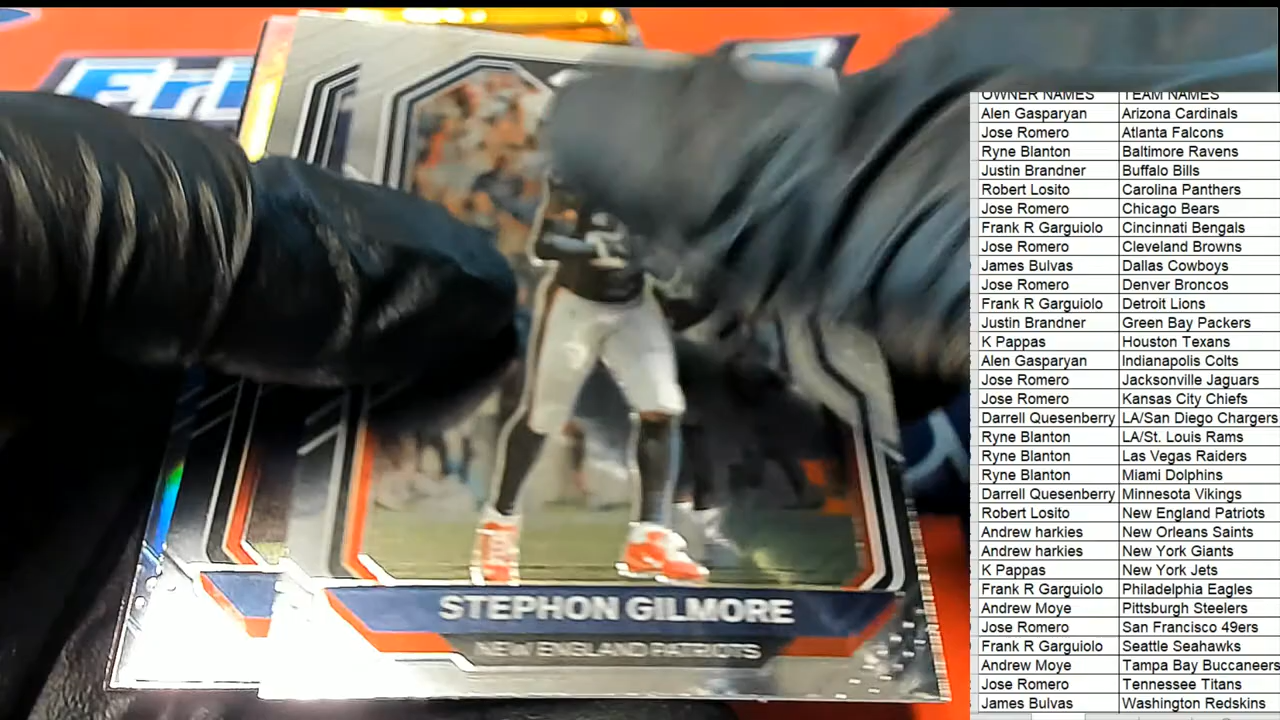 STEPHON GILMORE
NEW ENGLAND PATRIOTS
OWNER NAMES TEAM NAMES
Alen Gasparyan Arizona Cardinals
Jose Romero Atlanta Falcons
Ryne Blanton Baltimore Ravens
Justin Brandner Buffalo Bills
Robert Losito Carolina Panthers
Jose Romero Chicago Bears
Frank R Garguiolo Cincinnati Bengals
Jose Romero Cleveland Browns
James Bulvas Dallas Cowboys
Jose Romero Denver Broncos
Frank R Garguiolo Detroit Lions
Justin Brandner Green Bay Packers
K Pappas Houston Texans
Alen Gasparyan Indianapolis Colts
Jose Romero Jacksonville Jaguars
Jose Romero Kansas City Chiefs
Darrell Quesenberry LA/San Diego Chargers
Ryne Blanton LA/St. Louis Rams
Ryne Blanton Las Vegas Raiders
Ryne Blanton Miami Dolphins
Darrell Quesenberry Minnesota Vikings
Robert Losito New England Patriots
Andrew harkies New Orleans Saints
Andrew harkies New York Giants
K Pappas New York Jets
Frank R Garguiolo Philadelphia Eagles
Andrew Moye Pittsburgh Steelers
Jose Romero San Francisco 49ers
Frank R Garguiolo Seattle Seahawks
Andrew Moye Tampa Bay Buccaneers
Jose Romero Tennessee Titans
James Bulvas Washington Redskins